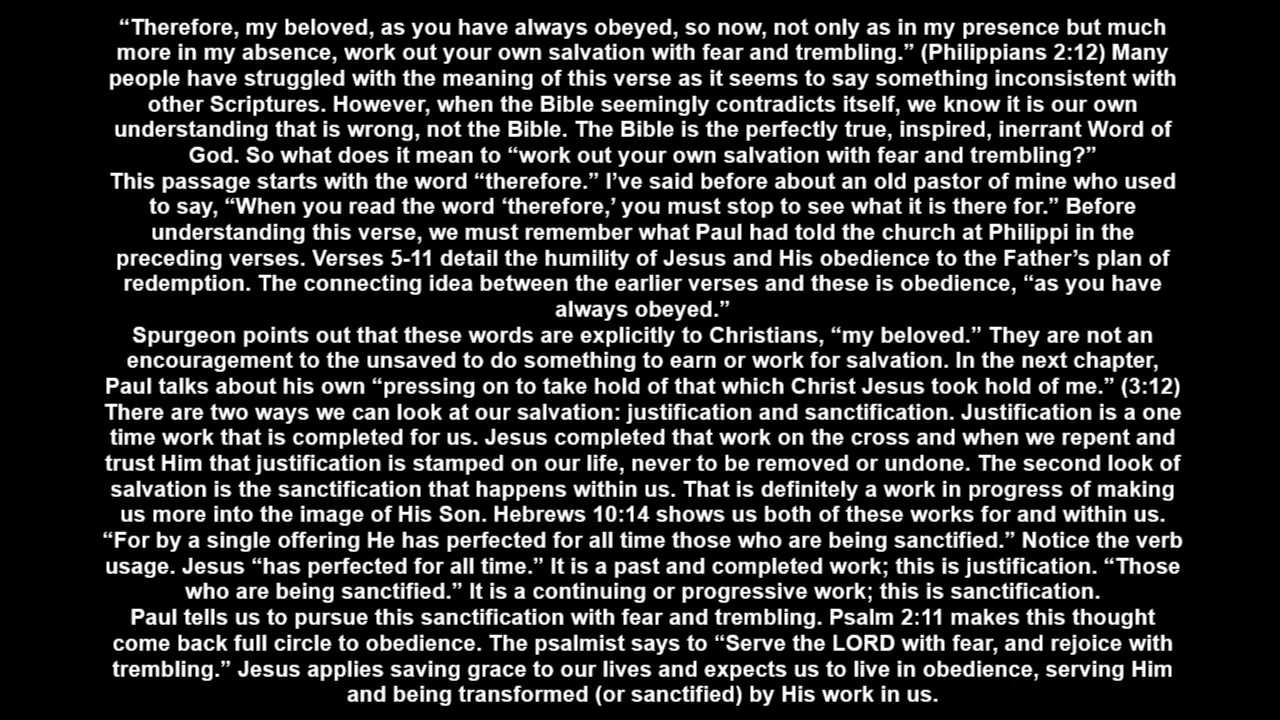 “Therefore, my beloved, as you have always obeyed, so now, not only as in my presence but much
more in my absence, work out your own salvation with fear and trembling.” (Philippians 2:12) Many
people have struggled with the meaning of this verse as it seems to say something inconsistent with
other Scriptures. However, when the Bible seemingly contradicts itself, we know it is our own
understanding that is wrong, not the Bible. The Bible is the perfectly true, inspired, inerrant Word of
God. So what does it mean to “work out your own salvation with fear and trembling?”
This passage starts with the word “therefore.” I’ve said before about an old pastor of mine who used
to say, “When you read the word ‘therefore,’ you must stop to see what it is there for.” Before
understanding this verse, we must remember what Paul had told the church at Philippi in the
preceding verses. Verses 5-11 detail the humility of Jesus and His obedience to the Father’s plan of
redemption. The connecting idea between the earlier verses and these is obedience, “as you have
always obeyed.”
Spurgeon points out that these words are explicitly to Christians, “my beloved.” They are not an
encouragement to the unsaved to do something to earn or work for salvation. In the next chapter,
Paul talks about his own “pressing on to take hold of that which Christ Jesus took hold of me.” (3:12)
There are two ways we can look at our salvation: justification and sanctification. Justification is a one
time work that is completed for us. Jesus completed that work on the cross and when we repent and
trust Him that justification is stamped on our life, never to be removed or undone. The second look of
salvation is the sanctification that happens within us. That is definitely a work in progress of making
us more into the image of His Son. Hebrews 10:14 shows us both of these works for and within us.
“For by a single offering He has perfected for all time those who are being sanctified.” Notice the verb
usage. Jesus “has perfected for all time.” It is a past and completed work; this is justification. “Those
who are being sanctified.” It is a continuing or progressive work; this is sanctification.
Paul tells us to pursue this sanctification with fear and trembling. Psalm 2:11 makes this thought
come back full circle to obedience. The psalmist says to “Serve the LORD with fear, and rejoice with
trembling.” Jesus applies saving grace to our lives and expects us to live in obedience, serving Him
and being transformed (or sanctified) by His work in us.